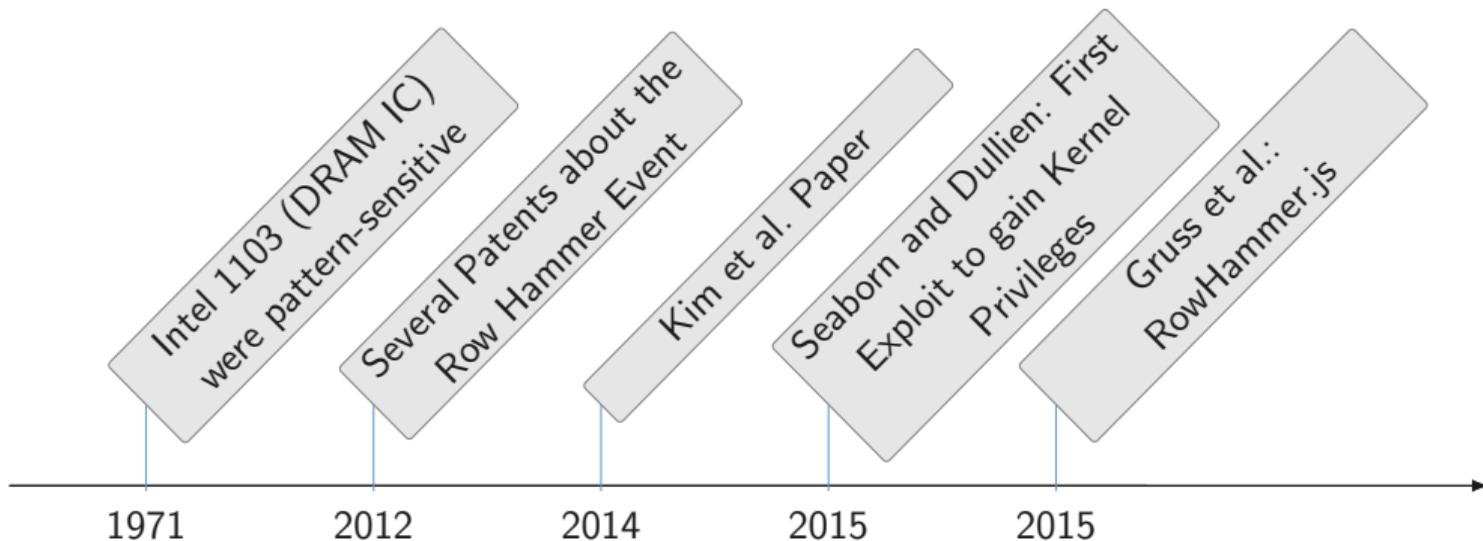 Intel 1103 (DRAM IC)
were pattern-sensitive
Several Patents about the
Row Hammer Event
Kim et al. Paper
Seaborn and Dullien: First
Exploit to gain Kernel
Privileges
Gruss et al.:
RowHammer.js
1971
2012
2014
2015
2015